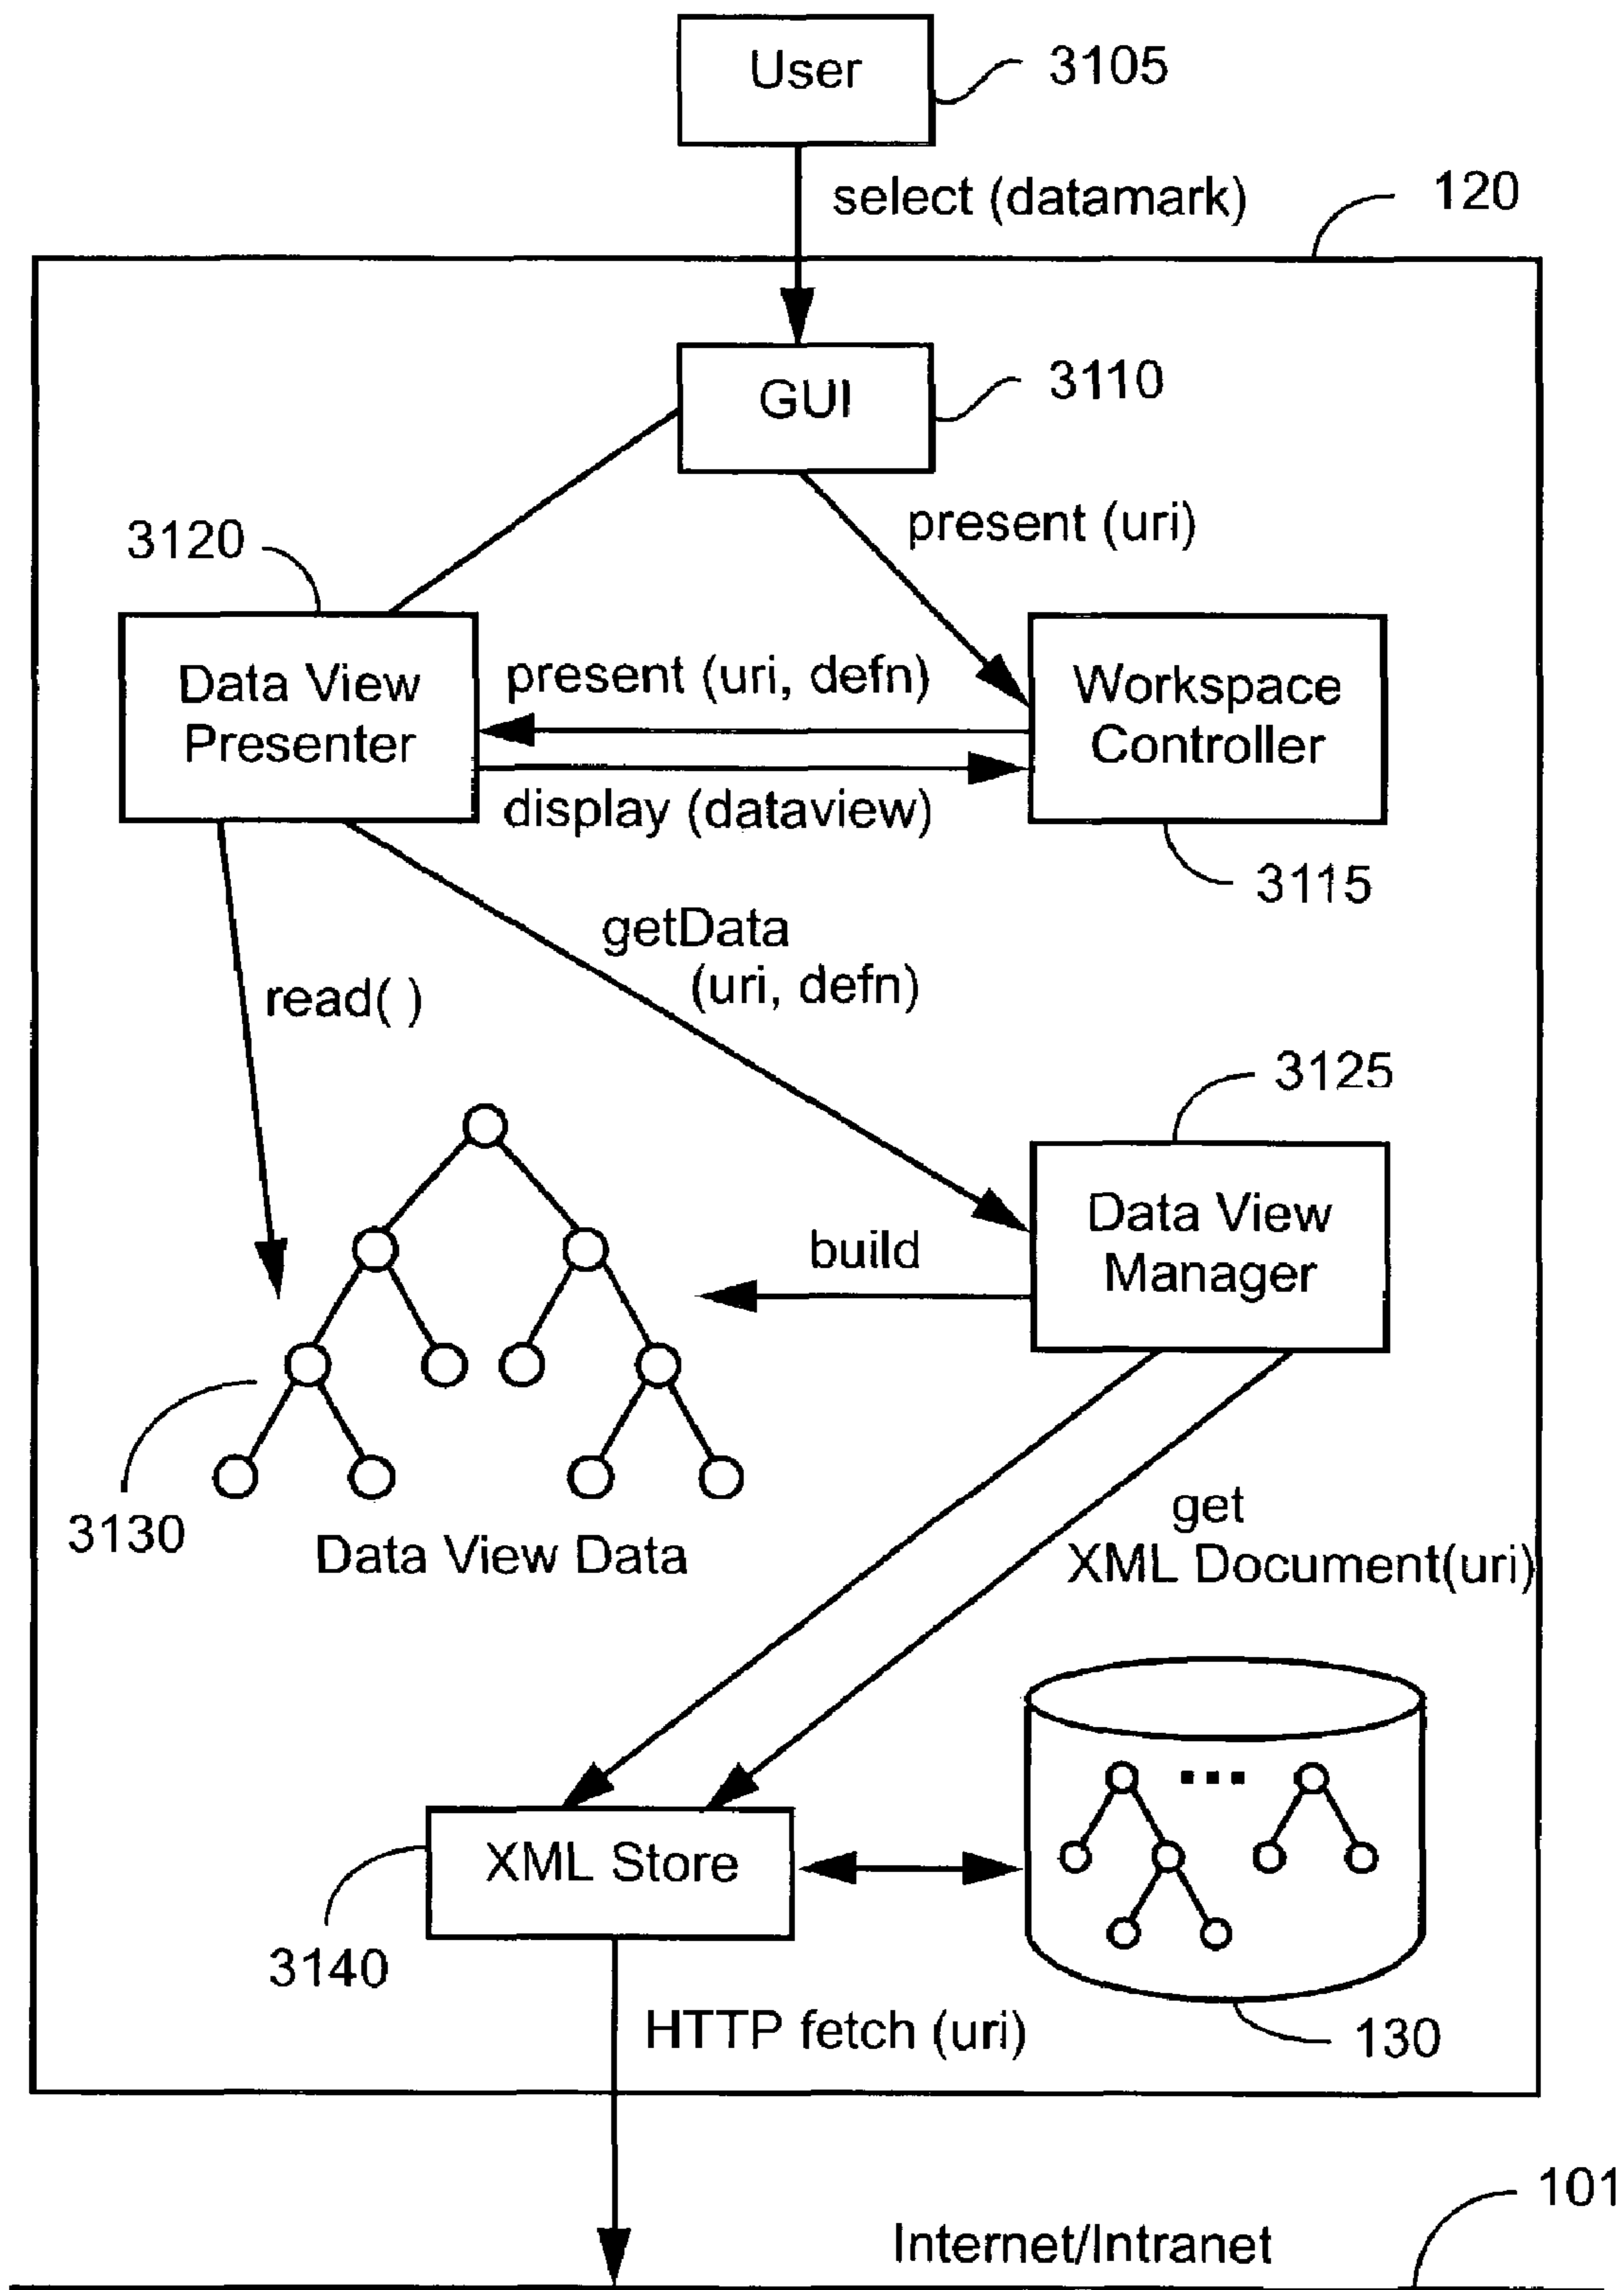 User
3105
select (datamark)
120
GUI
3110
present (uri)
3120
Data View
Presenter
present (uri, defn)
display (dataview)
Workspace
Controller
3115
getData
(uri, defn)
read( )
3125
Data View
Manager
build
3130
Data View Data
get
XML Document(uri)
XML Store
3140
HTTP fetch (uri)
130
101
Internet/Intranet